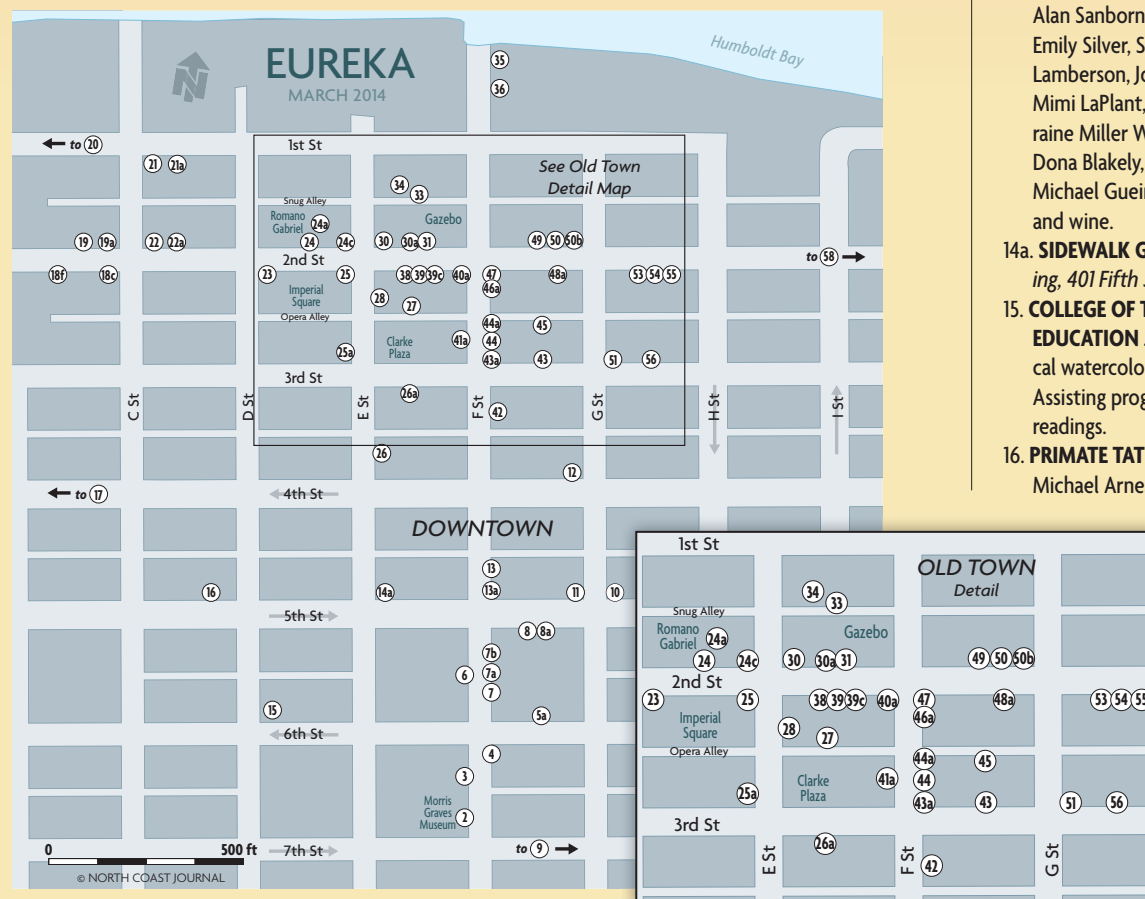 EUREKA
MARCH 2014
N
Humboldt Bay
35
36
to 20
1st St
21 21a
See Old Town
Detail Map
34
33
Snug Alley
Romano
Gabriel
24a
Gazebo
19 19a 22 22a 24 24c 30 30a 31 49 50 50b
2nd St
to 58
18f 18c 23 25 38 39 39c 40a 47 48a 53 54 55
46a
Imperial
Square
28
27
Opera Alley
44a 45
Clarke
Plaza
41a 44
25a 43a 43 51 56
3rd St
26a
C St
D St
E St
F St
G St
H St
I St
42
26
12
to 17
4th St
DOWNTOWN
13
16 14a 13a 11 10
5th St
8 8a
7b
6 7a
7
15 5a
6th St
4
3
Morris
Graves
Museum
2
0 500 ft
7th St
to 9
© NORTH COAST JOURNAL
1st St
OLD TOWN
Detail
34
33
Snug Alley
Romano
Gabriel
24a
Gazebo
24 24c 30 30a 31 49 50 50b
2nd St
23 25 38 39 39c 40a 47 48a 53 54 55
46a
Imperial
Square
28
27
Opera Alley
44a 45
Clarke
Plaza
41a 44
25a 43a 43 51 56
3rd St
26a
E St
F St
42
G St
Alan Sanborn
Emily Silver, S
Lamberson, Jo
Mimi LaPlant,
raine Miller W
Dona Blakely,
Michael Guei
and wine.
14a. SIDEWALK G
ing, 401 Fifth
15. COLLEGE OF T
EDUCATION
cal watercolo
Assisting prog
readings.
16. PRIMATE TAT
Michael Arne